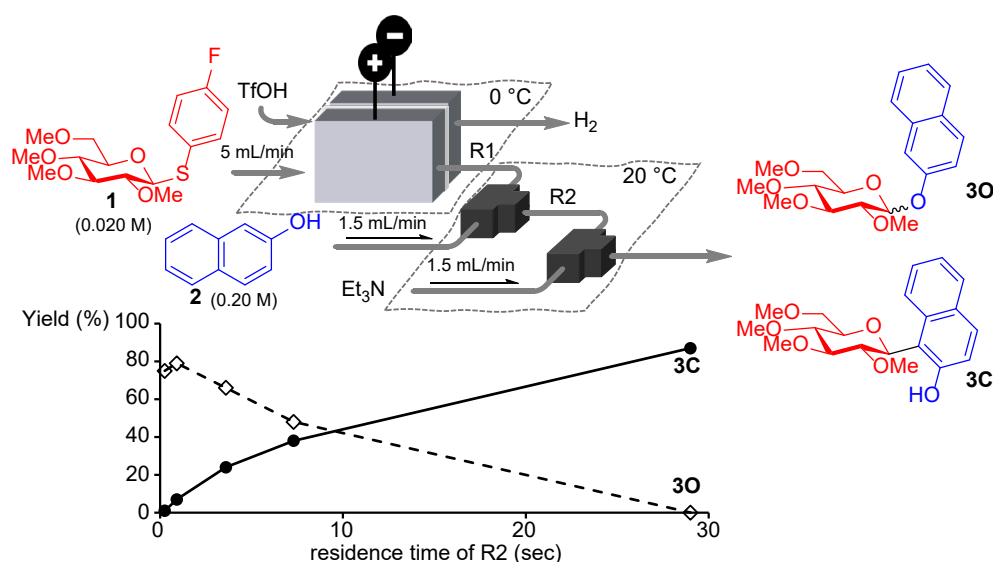 F
TfOH
0 °C
H2
MeO
O
MeO
MeO
S
OMe
1
(0.020 M)
5 mL/min
R1
20 °C
R2
OH
1.5 mL/min
2 (0.20 M)
1.5 mL/min
Et3N
MeO
O
MeO
MeO
O
OMe
3O
MeO
O
MeO
MeO
OMe
HO
3C
Yield (%)
100
80
60
40
20
0
3C
3O
0
10
20
30
residence time of R2 (sec)